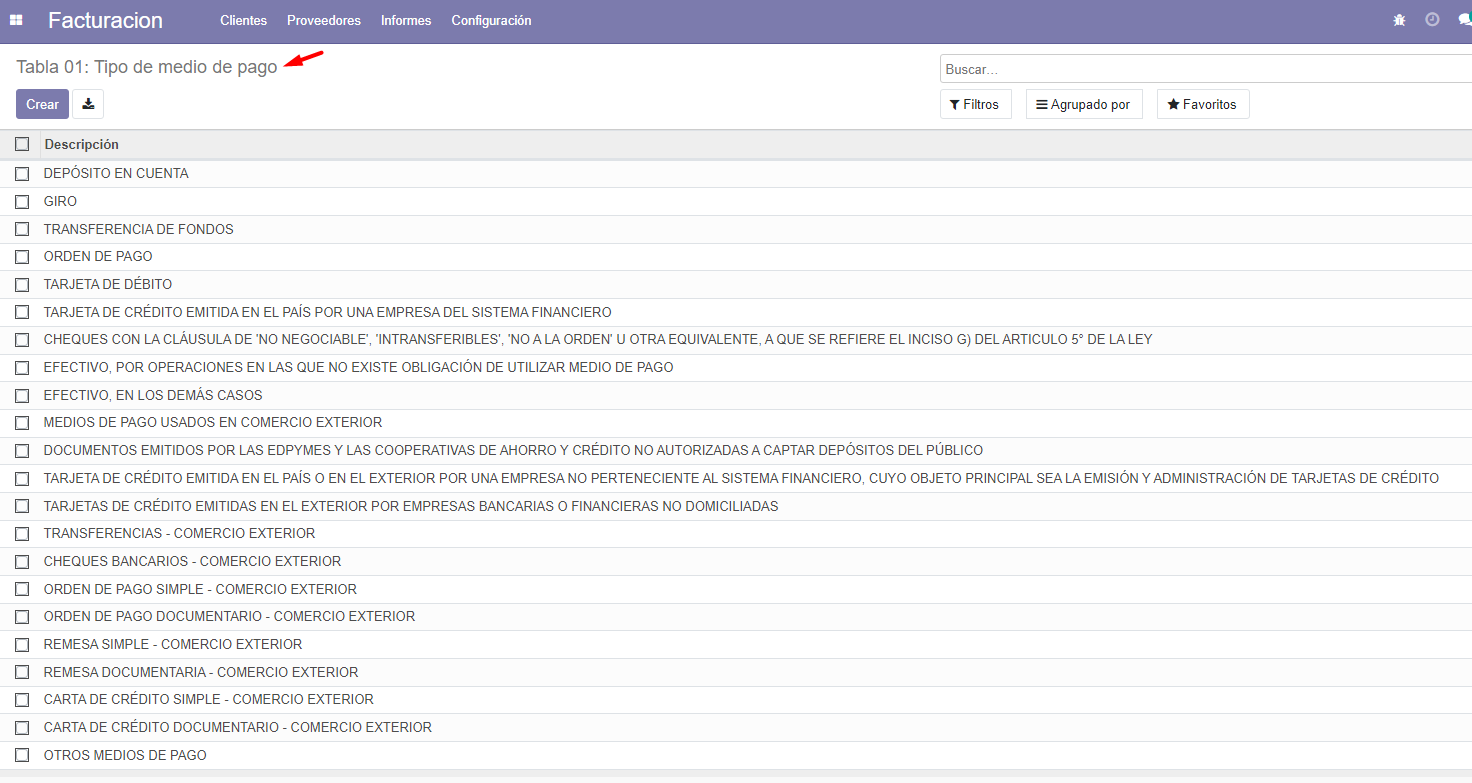 Facturacion Clientes Proveedores Informes Configuración
Tabla 01: Tipo de medio de pago
Buscar...
Crear
Filtros Agrupado por Favoritos
Descripción
DEPÓSITO EN CUENTA
GIRO
TRANSFERENCIA DE FONDOS
ORDEN DE PAGO
TARJETA DE DÉBITO
TARJETA DE CRÉDITO EMITIDA EN EL PAÍS POR UNA EMPRESA DEL SISTEMA FINANCIERO
CHEQUES CON LA CLÁUSULA DE 'NO NEGOCIABLE', 'INTRANSFERIBLES', 'NO A LA ORDEN' U OTRA EQUIVALENTE, A QUE SE REFIERE EL INCISO G) DEL ARTICULO 5° DE LA LEY
EFECTIVO, POR OPERACIONES EN LAS QUE NO EXISTE OBLIGACIÓN DE UTILIZAR MEDIO DE PAGO
EFECTIVO, EN LOS DEMÁS CASOS
MEDIOS DE PAGO USADOS EN COMERCIO EXTERIOR
DOCUMENTOS EMITIDOS POR LAS EDPYMES Y LAS COOPERATIVAS DE AHORRO Y CRÉDITO NO AUTORIZADAS A CAPTAR DEPÓSITOS DEL PÚBLICO
TARJETA DE CRÉDITO EMITIDA EN EL PAÍS O EN EL EXTERIOR POR UNA EMPRESA NO PERTENECIENTE AL SISTEMA FINANCIERO, CUYO OBJETO PRINCIPAL SEA LA EMISIÓN Y ADMINISTRACIÓN DE TARJETAS DE CRÉDITO
TARJETAS DE CRÉDITO EMITIDAS EN EL EXTERIOR POR EMPRESAS BANCARIAS O FINANCIERAS NO DOMICILIADAS
TRANSFERENCIAS - COMERCIO EXTERIOR
CHEQUES BANCARIOS - COMERCIO EXTERIOR
ORDEN DE PAGO SIMPLE - COMERCIO EXTERIOR
ORDEN DE PAGO DOCUMENTARIO - COMERCIO EXTERIOR
REMESA SIMPLE - COMERCIO EXTERIOR
REMESA DOCUMENTARIA - COMERCIO EXTERIOR
CARTA DE CRÉDITO SIMPLE - COMERCIO EXTERIOR
CARTA DE CRÉDITO DOCUMENTARIO - COMERCIO EXTERIOR
OTROS MEDIOS DE PAGO